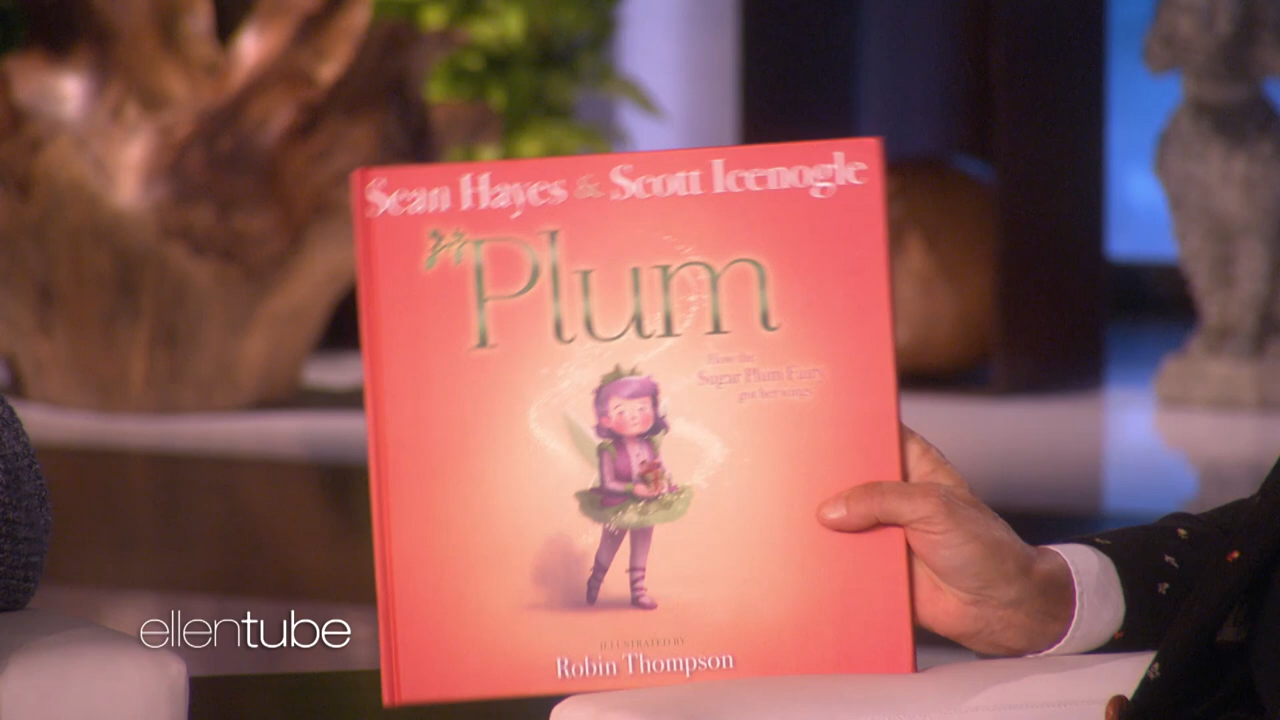 Sean Hayes & Scott Icenogle
Plum
How the
Sugar Plum Fairy
got her wings
ILLUSTRATED BY
Robin Thompson
ellentube